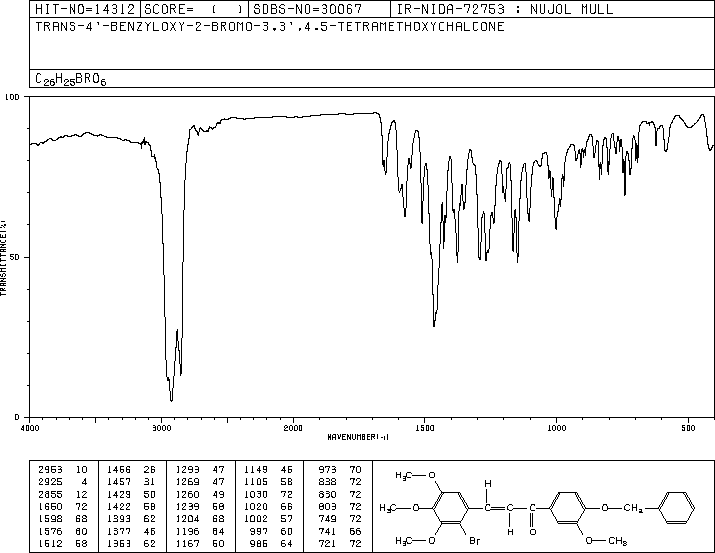 HIT-NO=14312 SCORE= ( ) SDBS-NO=30067 IR-NIDA-72753 : NUJOL MULL
TRANS-4'-BENZYLOXY-2-BROMO-3,3',4,5-TETRAMETHOXYCHALCONE
C26H25BRO6
100
50
0
TRANSMITTANCE(%)
4000 3000 2000 1500 1000 500
WAVENUMBER(-1)
2953 10 1466 26 1293 47 1149 46 973 70
2925 4 1457 31 1269 47 1105 58 838 72
2855 12 1429 50 1260 49 1030 72 830 72
1660 72 1422 58 1239 58 1020 66 803 72
1598 68 1393 62 1204 68 1002 57 749 72
1576 60 1377 46 1196 64 997 60 741 66
1512 58 1353 62 1167 50 986 64 721 72
H3C O
H3C O
H3C O
Br
H
H
C
O
O CH2
O CH3